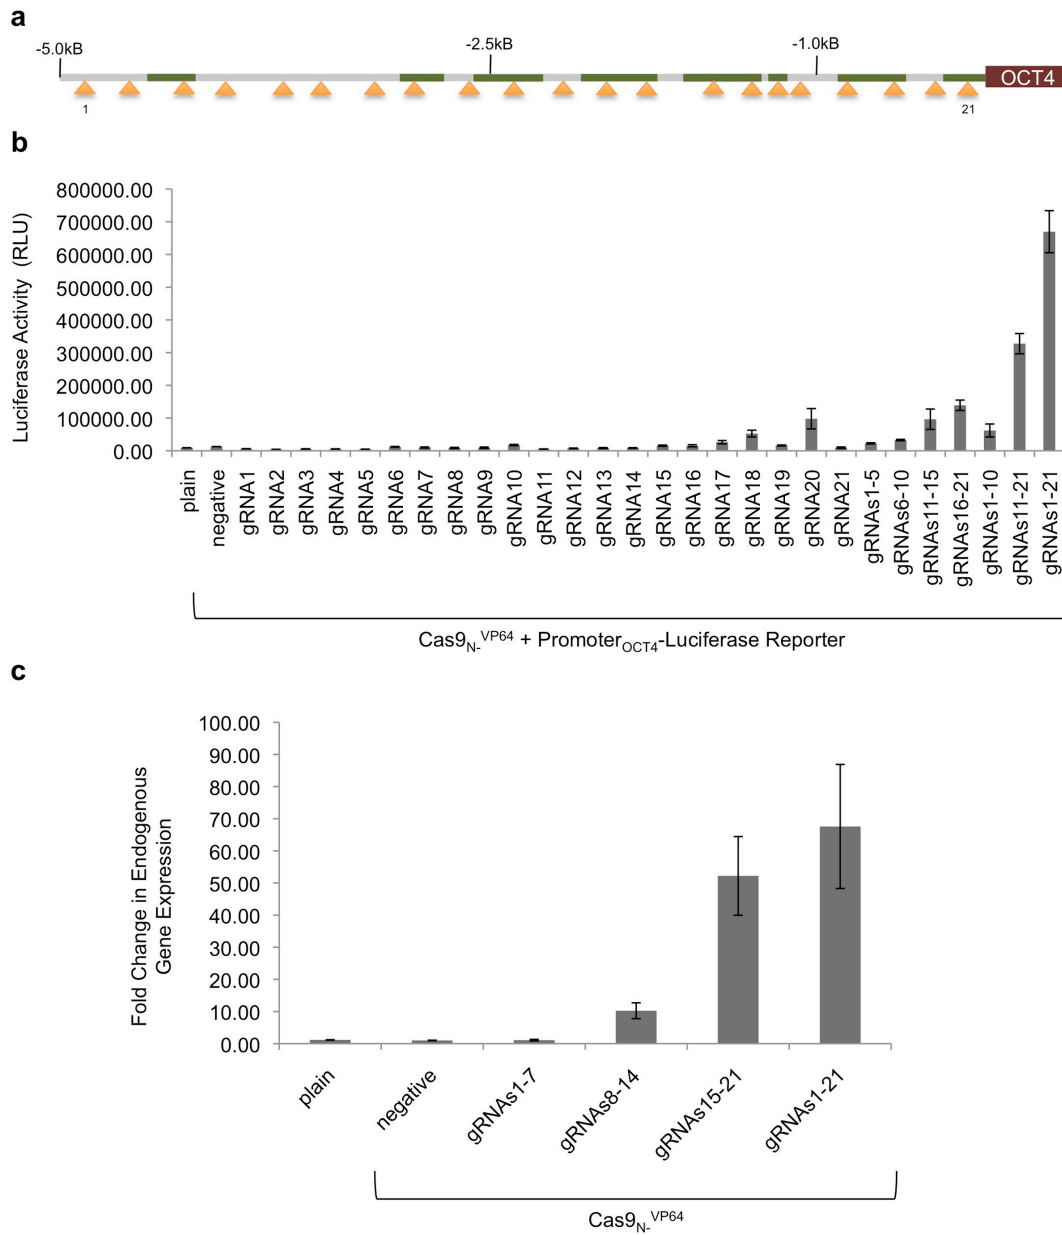 a
-5.0kB
-2.5kB
-1.0kB
OCT4
1
21
b
Luciferase Activity (RLU)
800000.00
700000.00
600000.00
500000.00
400000.00
300000.00
200000.00
100000.00
0.00
plain
negative
gRNA1
gRNA2
gRNA3
gRNA4
gRNA5
gRNA6
gRNA7
gRNA8
gRNA9
gRNA10
gRNA11
gRNA12
gRNA13
gRNA14
gRNA15
gRNA16
gRNA17
gRNA18
gRNA19
gRNA20
gRNA21
gRNAs1-5
gRNAs6-10
gRNAs11-15
gRNAs16-21
gRNAs1-10
gRNAs11-21
gRNAs1-21
Cas9N-VP64 + PromoterOCT4-Luciferase Reporter
c
Fold Change in Endogenous
Gene Expression
100.00
90.00
80.00
70.00
60.00
50.00
40.00
30.00
20.00
10.00
0.00
plain
negative
gRNAs1-7
gRNAs8-14
gRNAs15-21
gRNAs1-21
Cas9N-VP64